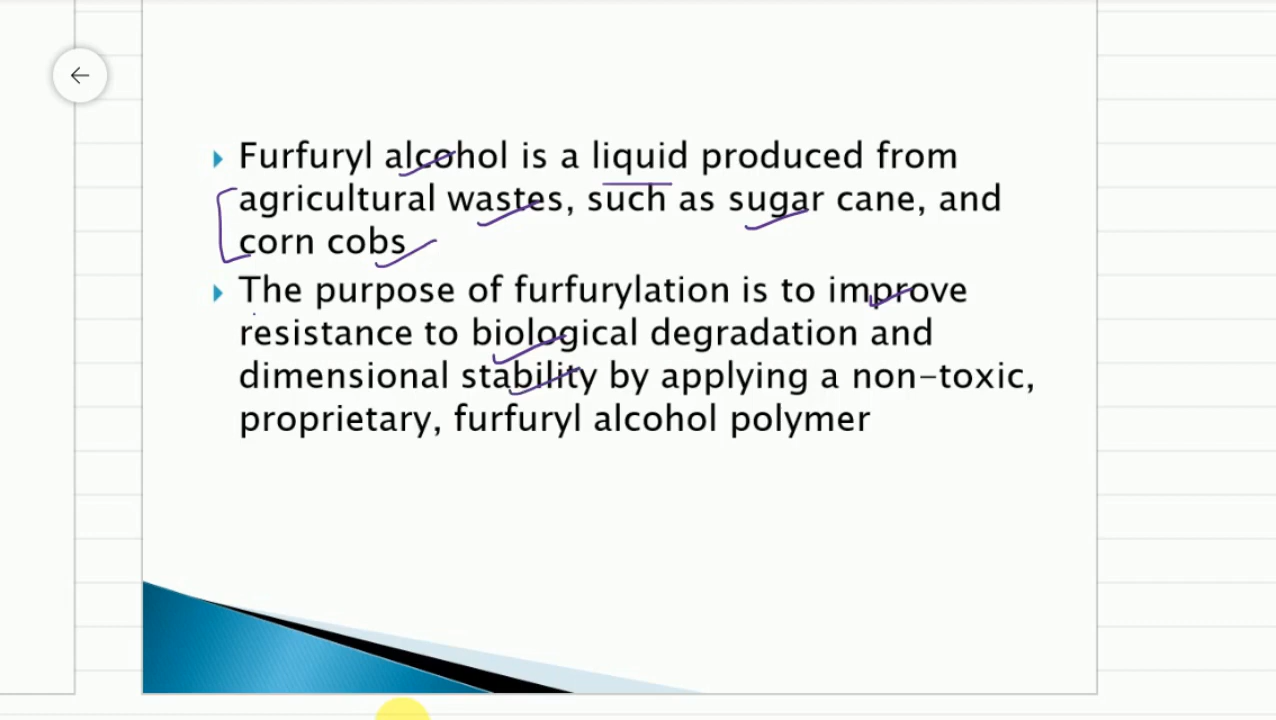 Furfuryl alcohol is a liquid produced from
agricultural wastes, such as sugar cane, and
corn cobs
The purpose of furfurylation is to improve
resistance to biological degradation and
dimensional stability by applying a non-toxic,
proprietary, furfuryl alcohol polymer